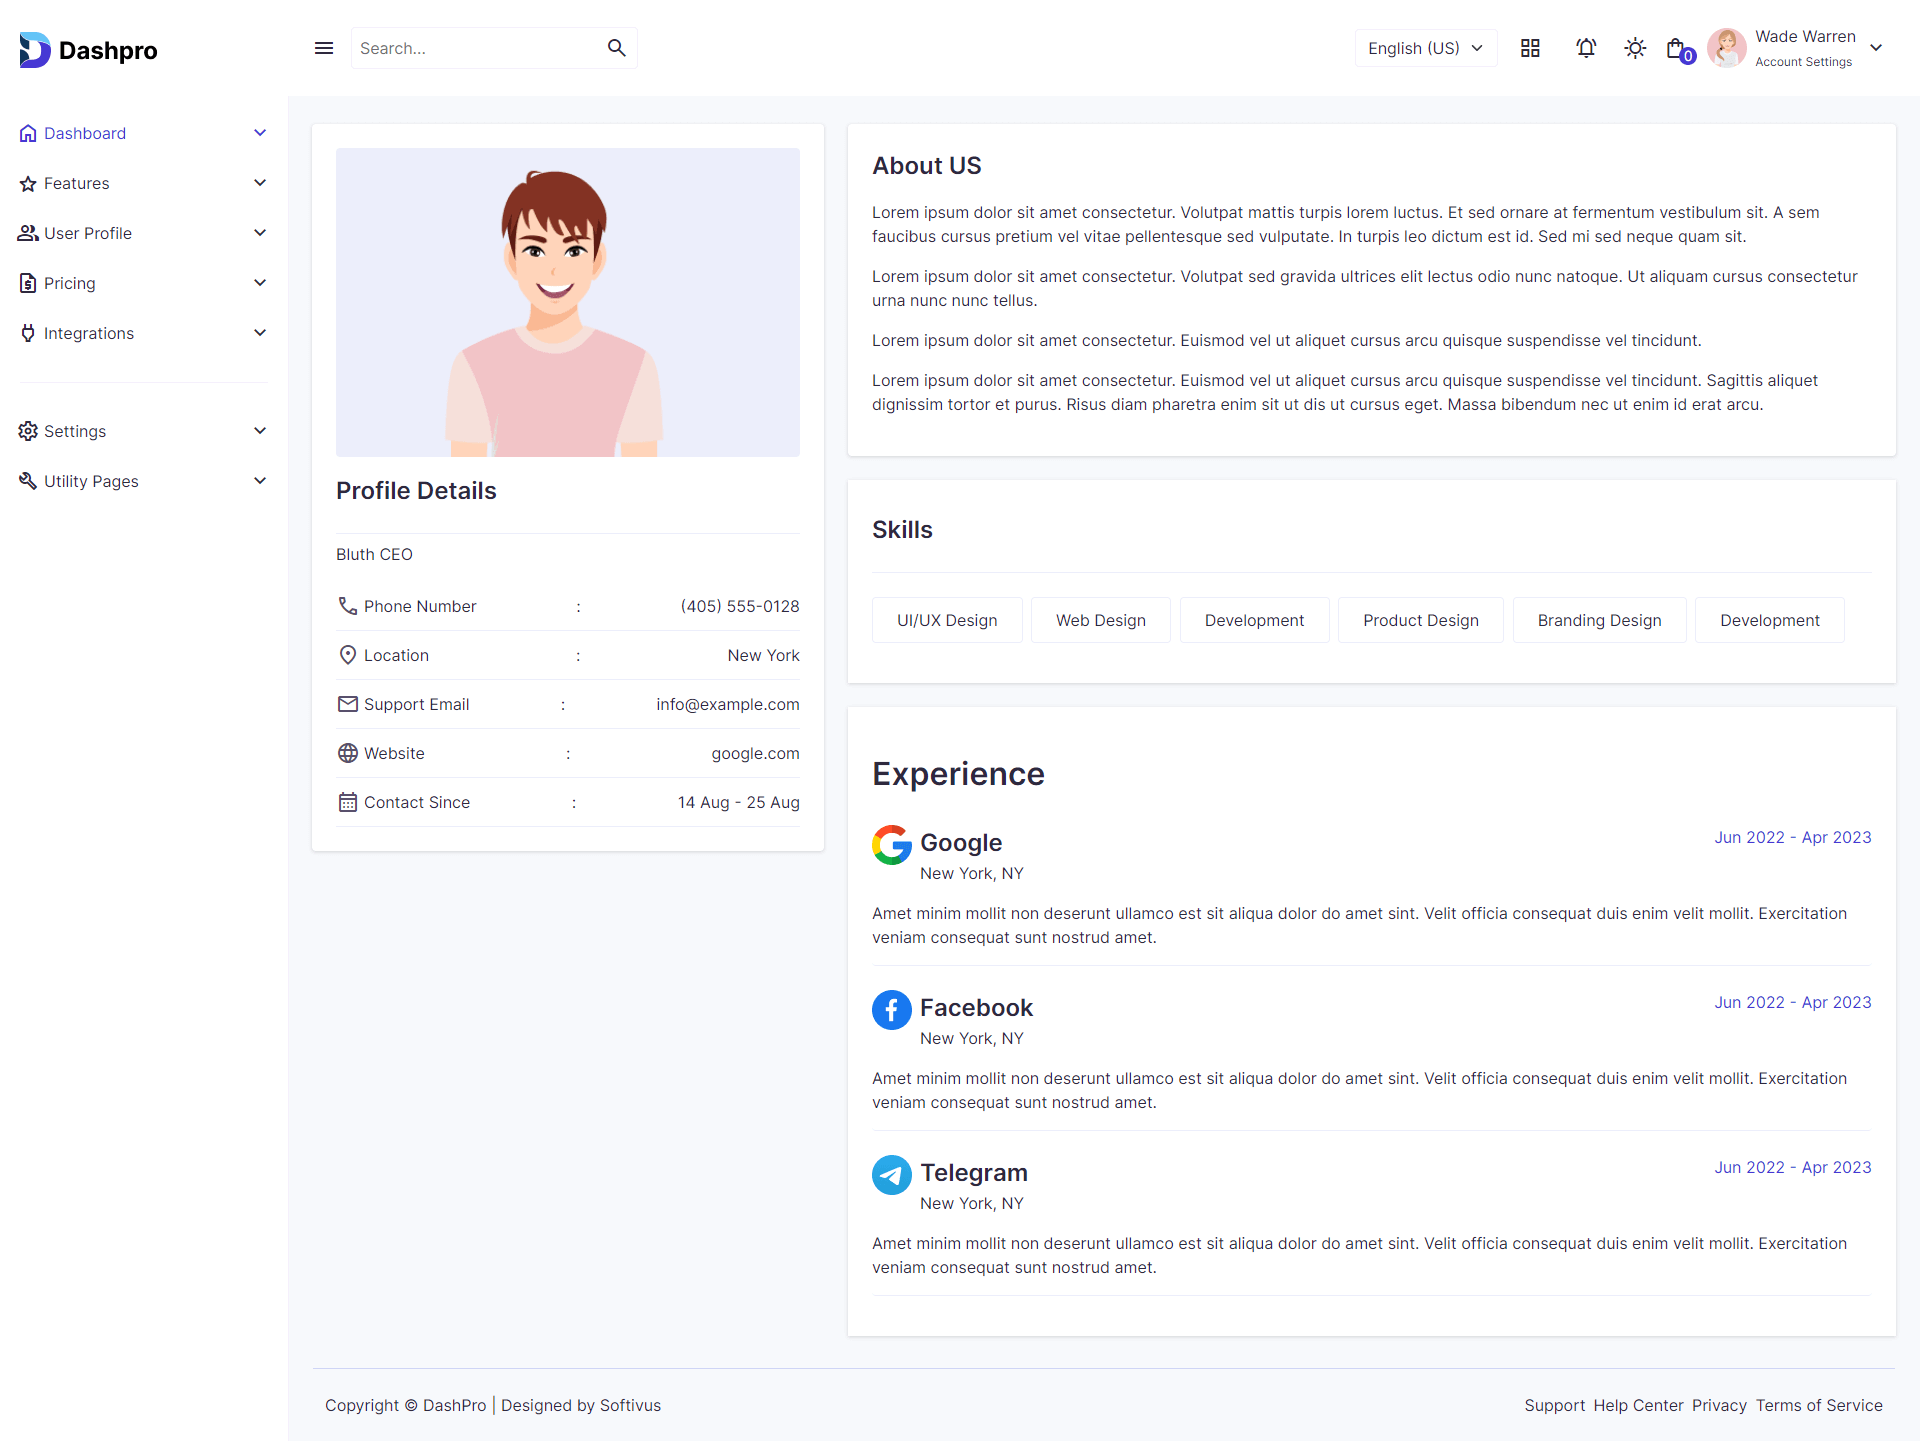 Dashpro
Search...
English (US)
0
Wade Warren
Account Settings
Dashboard
Features
User Profile
Pricing
Integrations
Settings
Utility Pages
Profile Details
Bluth CEO
Phone Number : (405) 555-0128
Location : New York
Support Email : info@example.com
Website : google.com
Contact Since : 14 Aug - 25 Aug
About US
Lorem ipsum dolor sit amet consectetur. Volutpat mattis turpis lorem luctus. Et sed ornare at fermentum vestibulum sit. A sem
faucibus cursus pretium vel vitae pellentesque sed vulputate. In turpis leo dictum est id. Sed mi sed neque quam sit.
Lorem ipsum dolor sit amet consectetur. Volutpat sed gravida ultrices elit lectus odio nunc natoque. Ut aliquam cursus consectetur
urna nunc nunc tellus.
Lorem ipsum dolor sit amet consectetur. Euismod vel ut aliquet cursus arcu quisque suspendisse vel tincidunt.
Lorem ipsum dolor sit amet consectetur. Euismod vel ut aliquet cursus arcu quisque suspendisse vel tincidunt. Sagittis aliquet
dignissim tortor et purus. Risus diam pharetra enim sit ut dis ut cursus eget. Massa bibendum nec ut enim id erat arcu.
Skills
UI/UX Design
Web Design
Development
Product Design
Branding Design
Development
Experience
Google
Jun 2022 - Apr 2023
New York, NY
Amet minim mollit non deserunt ullamco est sit aliqua dolor do amet sint. Velit officia consequat duis enim velit mollit. Exercitation
veniam consequat sunt nostrud amet.
Facebook
Jun 2022 - Apr 2023
New York, NY
Amet minim mollit non deserunt ullamco est sit aliqua dolor do amet sint. Velit officia consequat duis enim velit mollit. Exercitation
veniam consequat sunt nostrud amet.
Telegram
Jun 2022 - Apr 2023
New York, NY
Amet minim mollit non deserunt ullamco est sit aliqua dolor do amet sint. Velit officia consequat duis enim velit mollit. Exercitation
veniam consequat sunt nostrud amet.
Copyright © DashPro | Designed by Softivus
Support Help Center Privacy Terms of Service